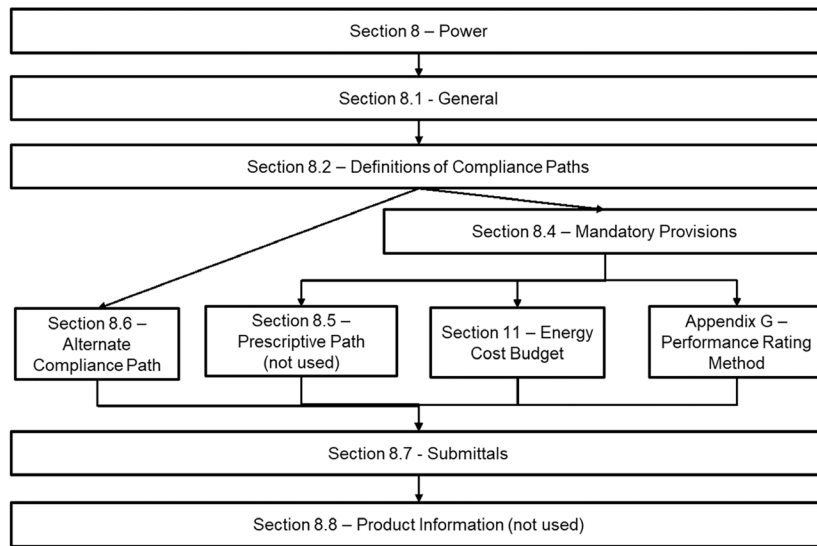 Section 8 – Power
Section 8.1 - General
Section 8.2 – Definitions of Compliance Paths
Section 8.4 – Mandatory Provisions
Section 8.6 –
Alternate
Compliance Path
Section 8.5 –
Prescriptive Path
(not used)
Section 11 – Energy
Cost Budget
Appendix G –
Performance Rating
Method
Section 8.7 - Submittals
Section 8.8 – Product Information (not used)